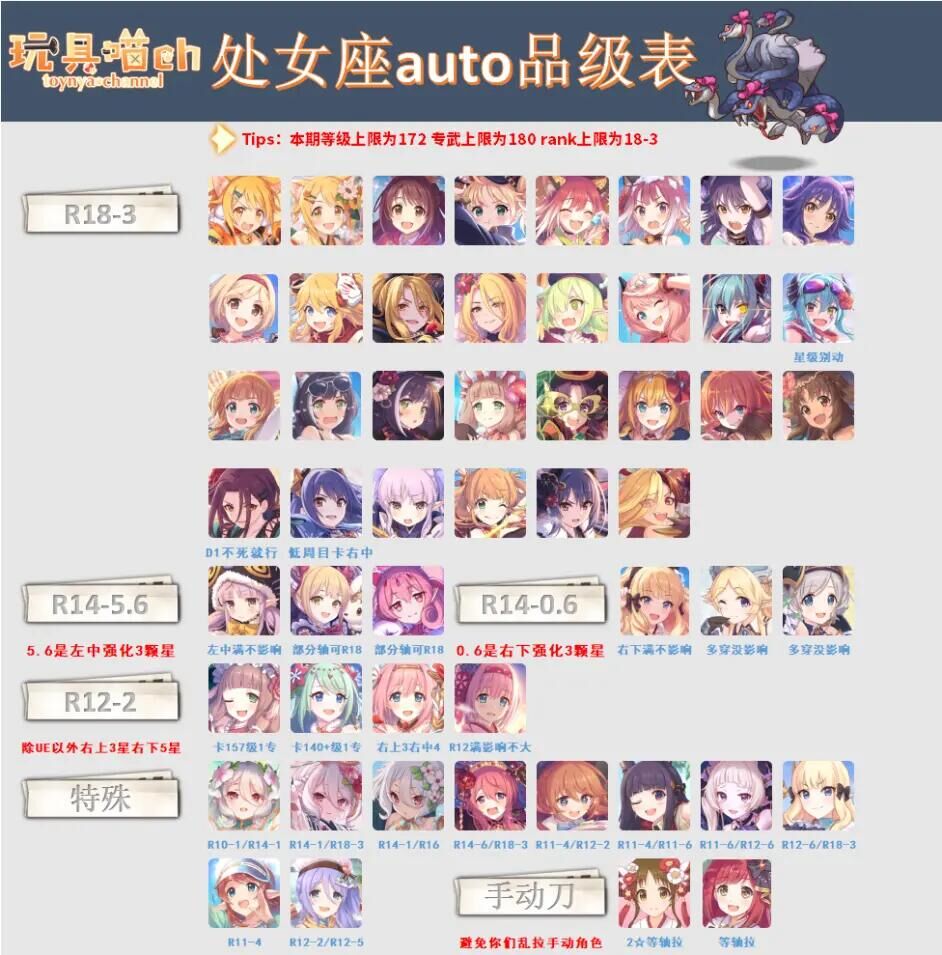 玩具喵ch
toynya·channel
处女座auto品级表
Tips：本期等级上限为172 专武上限为180 rank上限为18-3
R18-3
星级别动
D1不死就行 低周目卡右中
R14-5.6
R14-0.6
5.6是左中强化3颗星
左中满不影响 部分轴可R18 部分轴可R18
0.6是右下强化3颗星
右下满不影响 多穿没影响 多穿没影响
R12-2
除UE以外右上3星右下5星
卡157级1专 卡140+级1专 右上3右中4 R12满影响不大
特殊
R10-1/R14-1 R14-1/R18-3 R14-1/R16 R14-6/R18-3 R11-4/R12-2 R11-4/R11-6 R11-6/R12-6 R12-6/R18-3
手动刀
R11-4 R12-2/R12-5
避免你们乱拉手动角色
2☆等轴拉 等轴拉